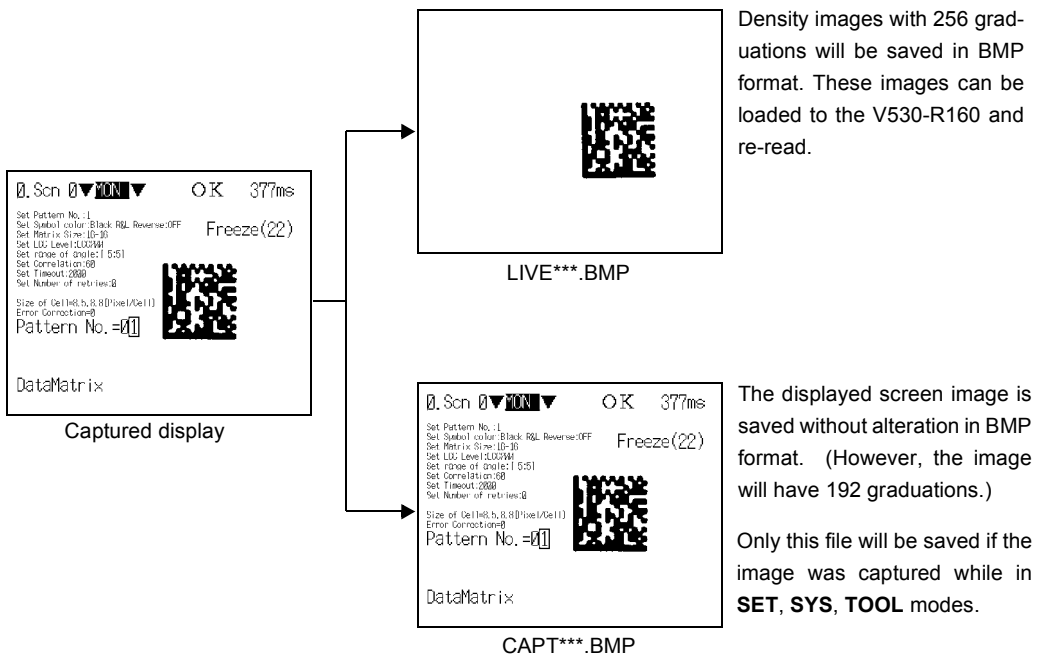 Density images with 256 grad-
uations will be saved in BMP
format. These images can be
loaded to the V530-R160 and
re-read.
LIVE***.BMP
0.Scn 0▼MON▼ OK 377ms
Set Pattern No.:1
Set Symbol color:Black R&L Reverse:OFF
Freeze(22)
Set Matrix Size:16-16
Set ECC Level:ECC200
Set range of angle:[ 5:5]
Set Correlation:60
Set Timeout:2000
Set Number of retries:0
Size of Cell=8.5,8.8[Pixel/Cell]
Error Correction=0
Pattern No.=01
DataMatrix
Captured display
0.Scn 0▼MON▼ OK 377ms
Set Pattern No.:1
Set Symbol color:Black R&L Reverse:OFF
Freeze(22)
Set Matrix Size:16-16
Set ECC Level:ECC200
Set range of angle:[ 5:5]
Set Correlation:60
Set Timeout:2000
Set Number of retries:0
Size of Cell=8.5,8.8[Pixel/Cell]
Error Correction=0
Pattern No.=01
DataMatrix
CAPT***.BMP
The displayed screen image is
saved without alteration in BMP
format. (However, the image
will have 192 graduations.)
Only this file will be saved if the
image was captured while in
SET, SYS, TOOL modes.